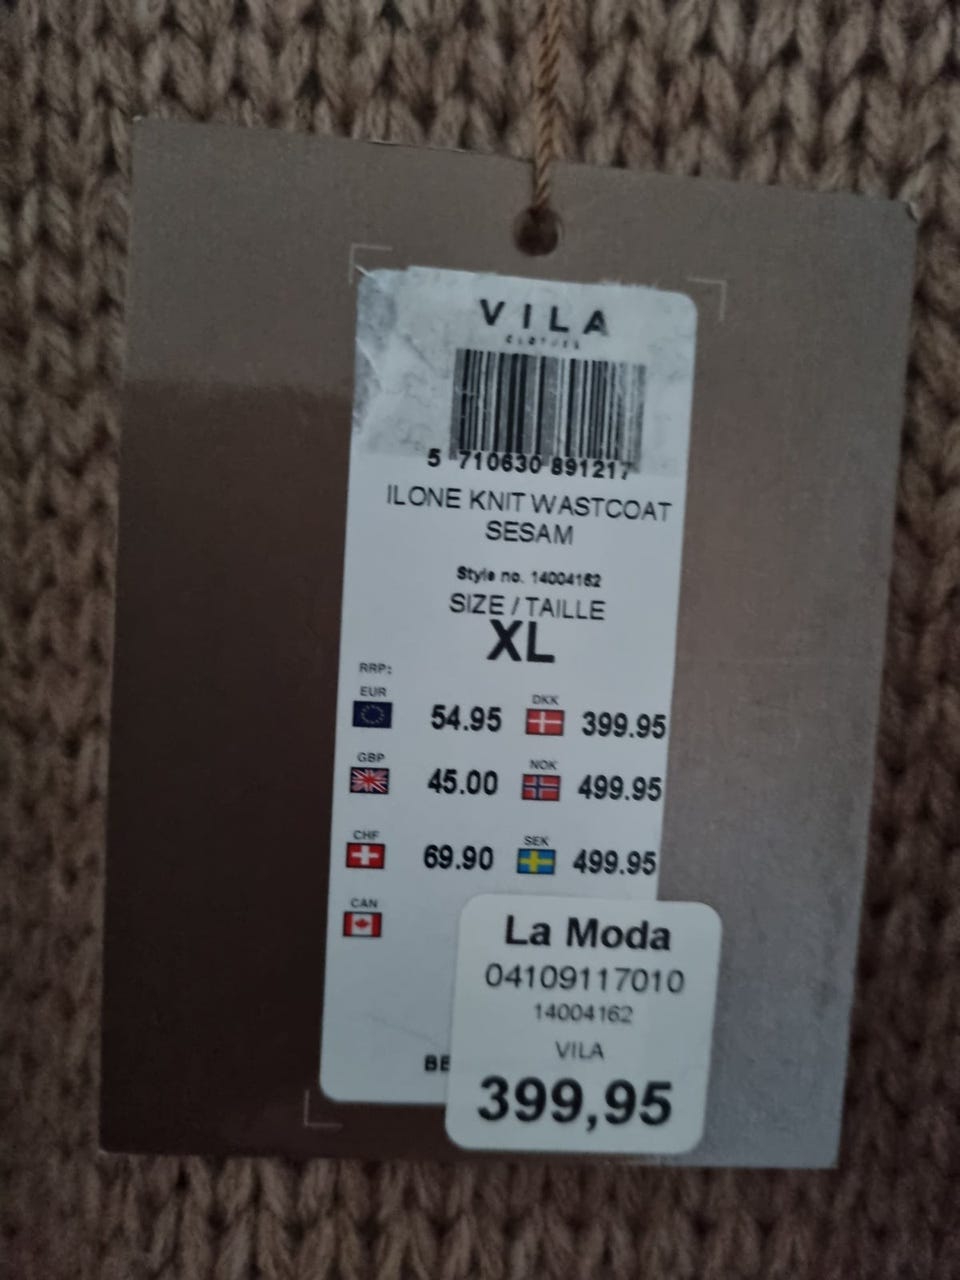 VILA
CLOTHES
5 710630 891217
ILONE KNIT WASTCOAT
SESAM
Style no. 14004162
SIZE / TAILLE
XL
RRP:
EUR 54.95 DKK 399.95
GBP 45.00 NOK 499.95
CHF 69.90 SEK 499.95
CAN
BE
La Moda
04109117010
14004162
VILA
399,95